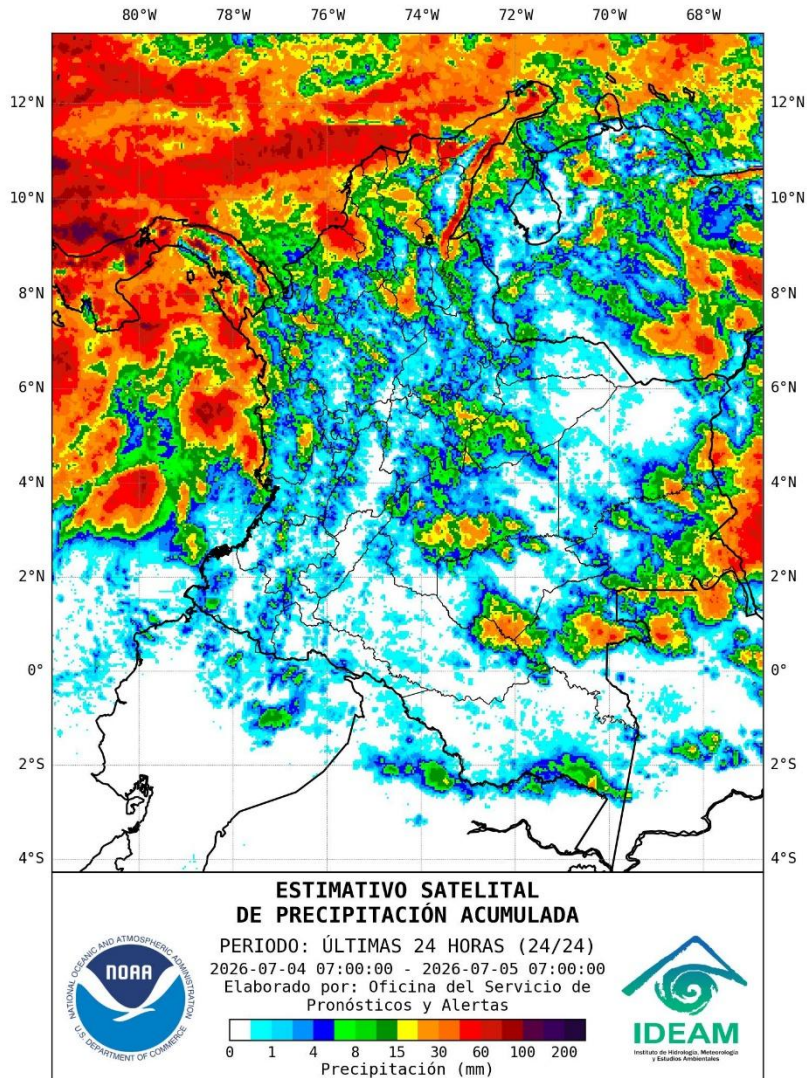 80°W 78°W 76°W 74°W 72°W 70°W 68°W
12°N 12°N
10°N 10°N
8°N 8°N
6°N 6°N
4°N 4°N
2°N 2°N
0° 0°
2°S 2°S
4°S 4°S
ESTIMATIVO SATELITAL
DE PRECIPITACIÓN ACUMULADA
PERIODO: ÚLTIMAS 24 HORAS (24/24)
2026-07-04 07:00:00 - 2026-07-05 07:00:00
Elaborado por: Oficina del Servicio de
Pronósticos y Alertas
0 1 4 8 15 30 60 100 200
Precipitación (mm)
NATIONAL OCEANIC AND ATMOSPHERIC ADMINISTRATION
NOAA
U.S. DEPARTMENT OF COMMERCE
IDEAM
Instituto de Hidrología, Meteorología
y Estudios Ambientales